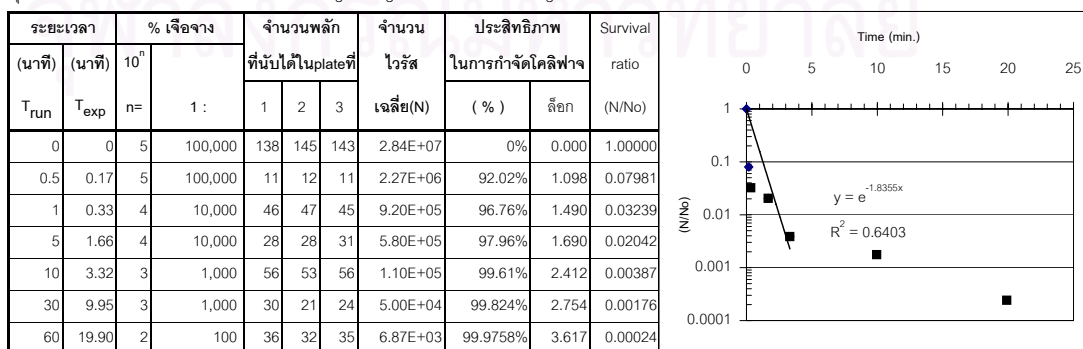 ระยะเวลา % เจือจาง จำนวนพลัก จำนวน ประสิทธิภาพ Survival
(นาที) (นาที) 10^n ที่นับได้ในplateที่ ไวรัส ในการกำจัดโคลิฟาจ ratio
T_run T_exp n= 1 : 1 2 3 เฉลี่ย(N) ( % ) ล็อก (N/No)
0 0 5 100,000 138 145 143 2.84E+07 0% 0.000 1.00000
0.5 0.17 5 100,000 11 12 11 2.27E+06 92.02% 1.098 0.07981
1 0.33 4 10,000 46 47 45 9.20E+05 96.76% 1.490 0.03239
5 1.66 4 10,000 28 28 31 5.80E+05 97.96% 1.690 0.02042
10 3.32 3 1,000 56 53 56 1.10E+05 99.61% 2.412 0.00387
30 9.95 3 1,000 30 21 24 5.00E+04 99.824% 2.754 0.00176
60 19.90 2 100 36 32 35 6.87E+03 99.9758% 3.617 0.00024
Time (min.)
0 5 10 15 20 25
1
0.1
0.01
0.001
0.0001
(N/No)
y = e^-1.8355x
R^2 = 0.6403